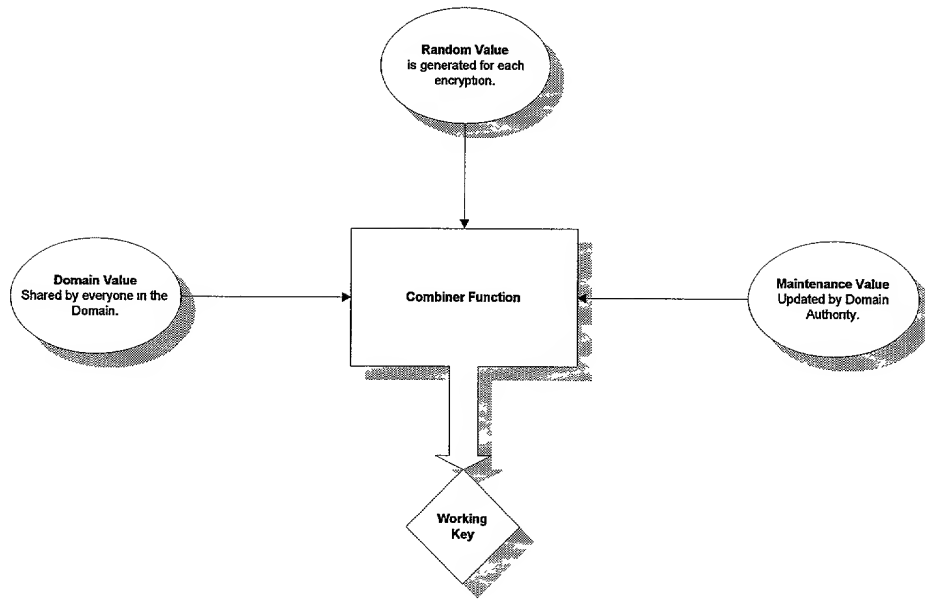 Random Value
is generated for each
encryption.
Domain Value
Shared by everyone in the
Domain.
Combiner Function
Maintenance Value
Updated by Domain
Authority.
Working
Key